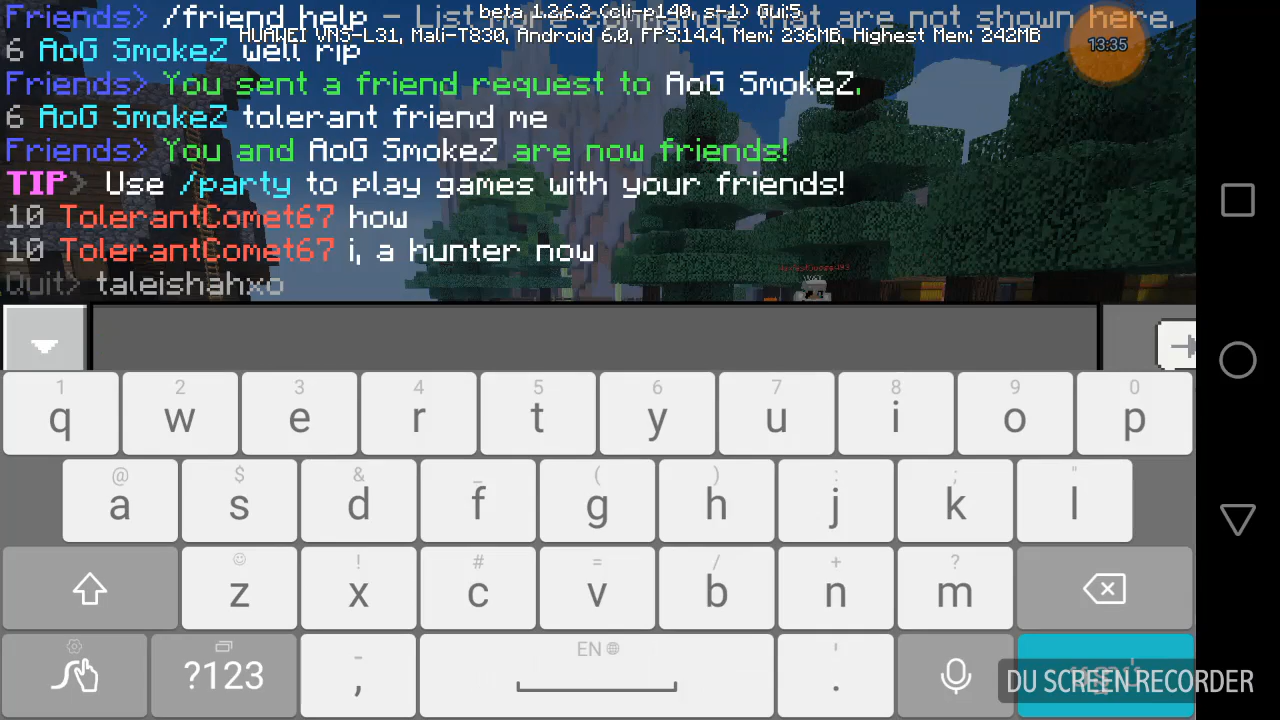 Friends> /friend help – List
beta 1.2.6.2 (cli-p140, s-1) Gui:5
that are not shown here.
HUAWEI VNS-L31, Mali-T830, Android 6.0, FPS:14.4, Mem: 236MB, Highest Mem: 242MB
13:35
6 AoG SmokeZ well rip
Friends> You sent a friend request to AoG SmokeZ.
6 AoG SmokeZ tolerant friend me
Friends> You and AoG SmokeZ are now friends!
TIP> Use /party to play games with your friends!
10 TolerantComet67 how
10 TolerantComet67 i, a hunter now
Quit> taleishahxo
1 2 3 4 5 6 7 8 9 0
q w e r t y u i o p
@ $ & _ ( ) : ; "
a s d f g h j k l
! # = / + ?
z x c v b n m
EN
?123 , - . '
DU SCREEN RECORDER